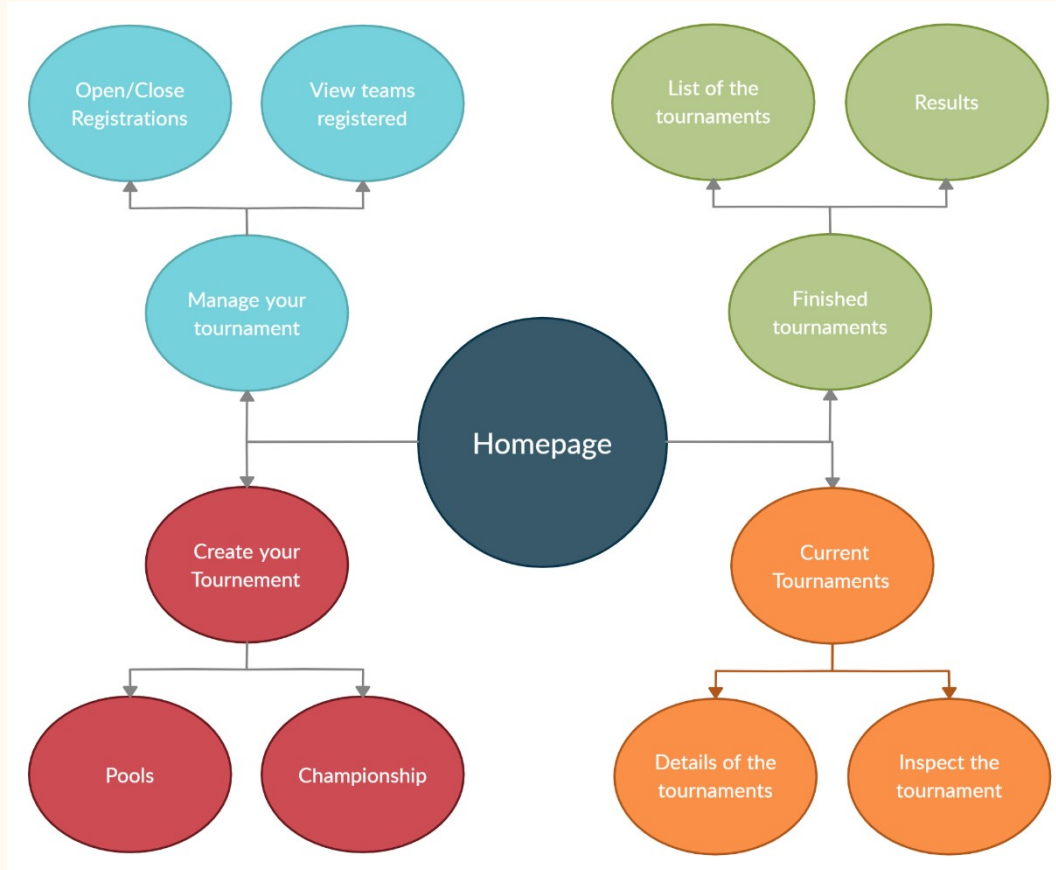 Open/Close
Registrations
View teams
registered
List of the
tournaments
Results
Manage your
tournament
Finished
tournaments
Homepage
Create your
Tournement
Current
Tournaments
Pools
Championship
Details of the
tournaments
Inspect the
tournament